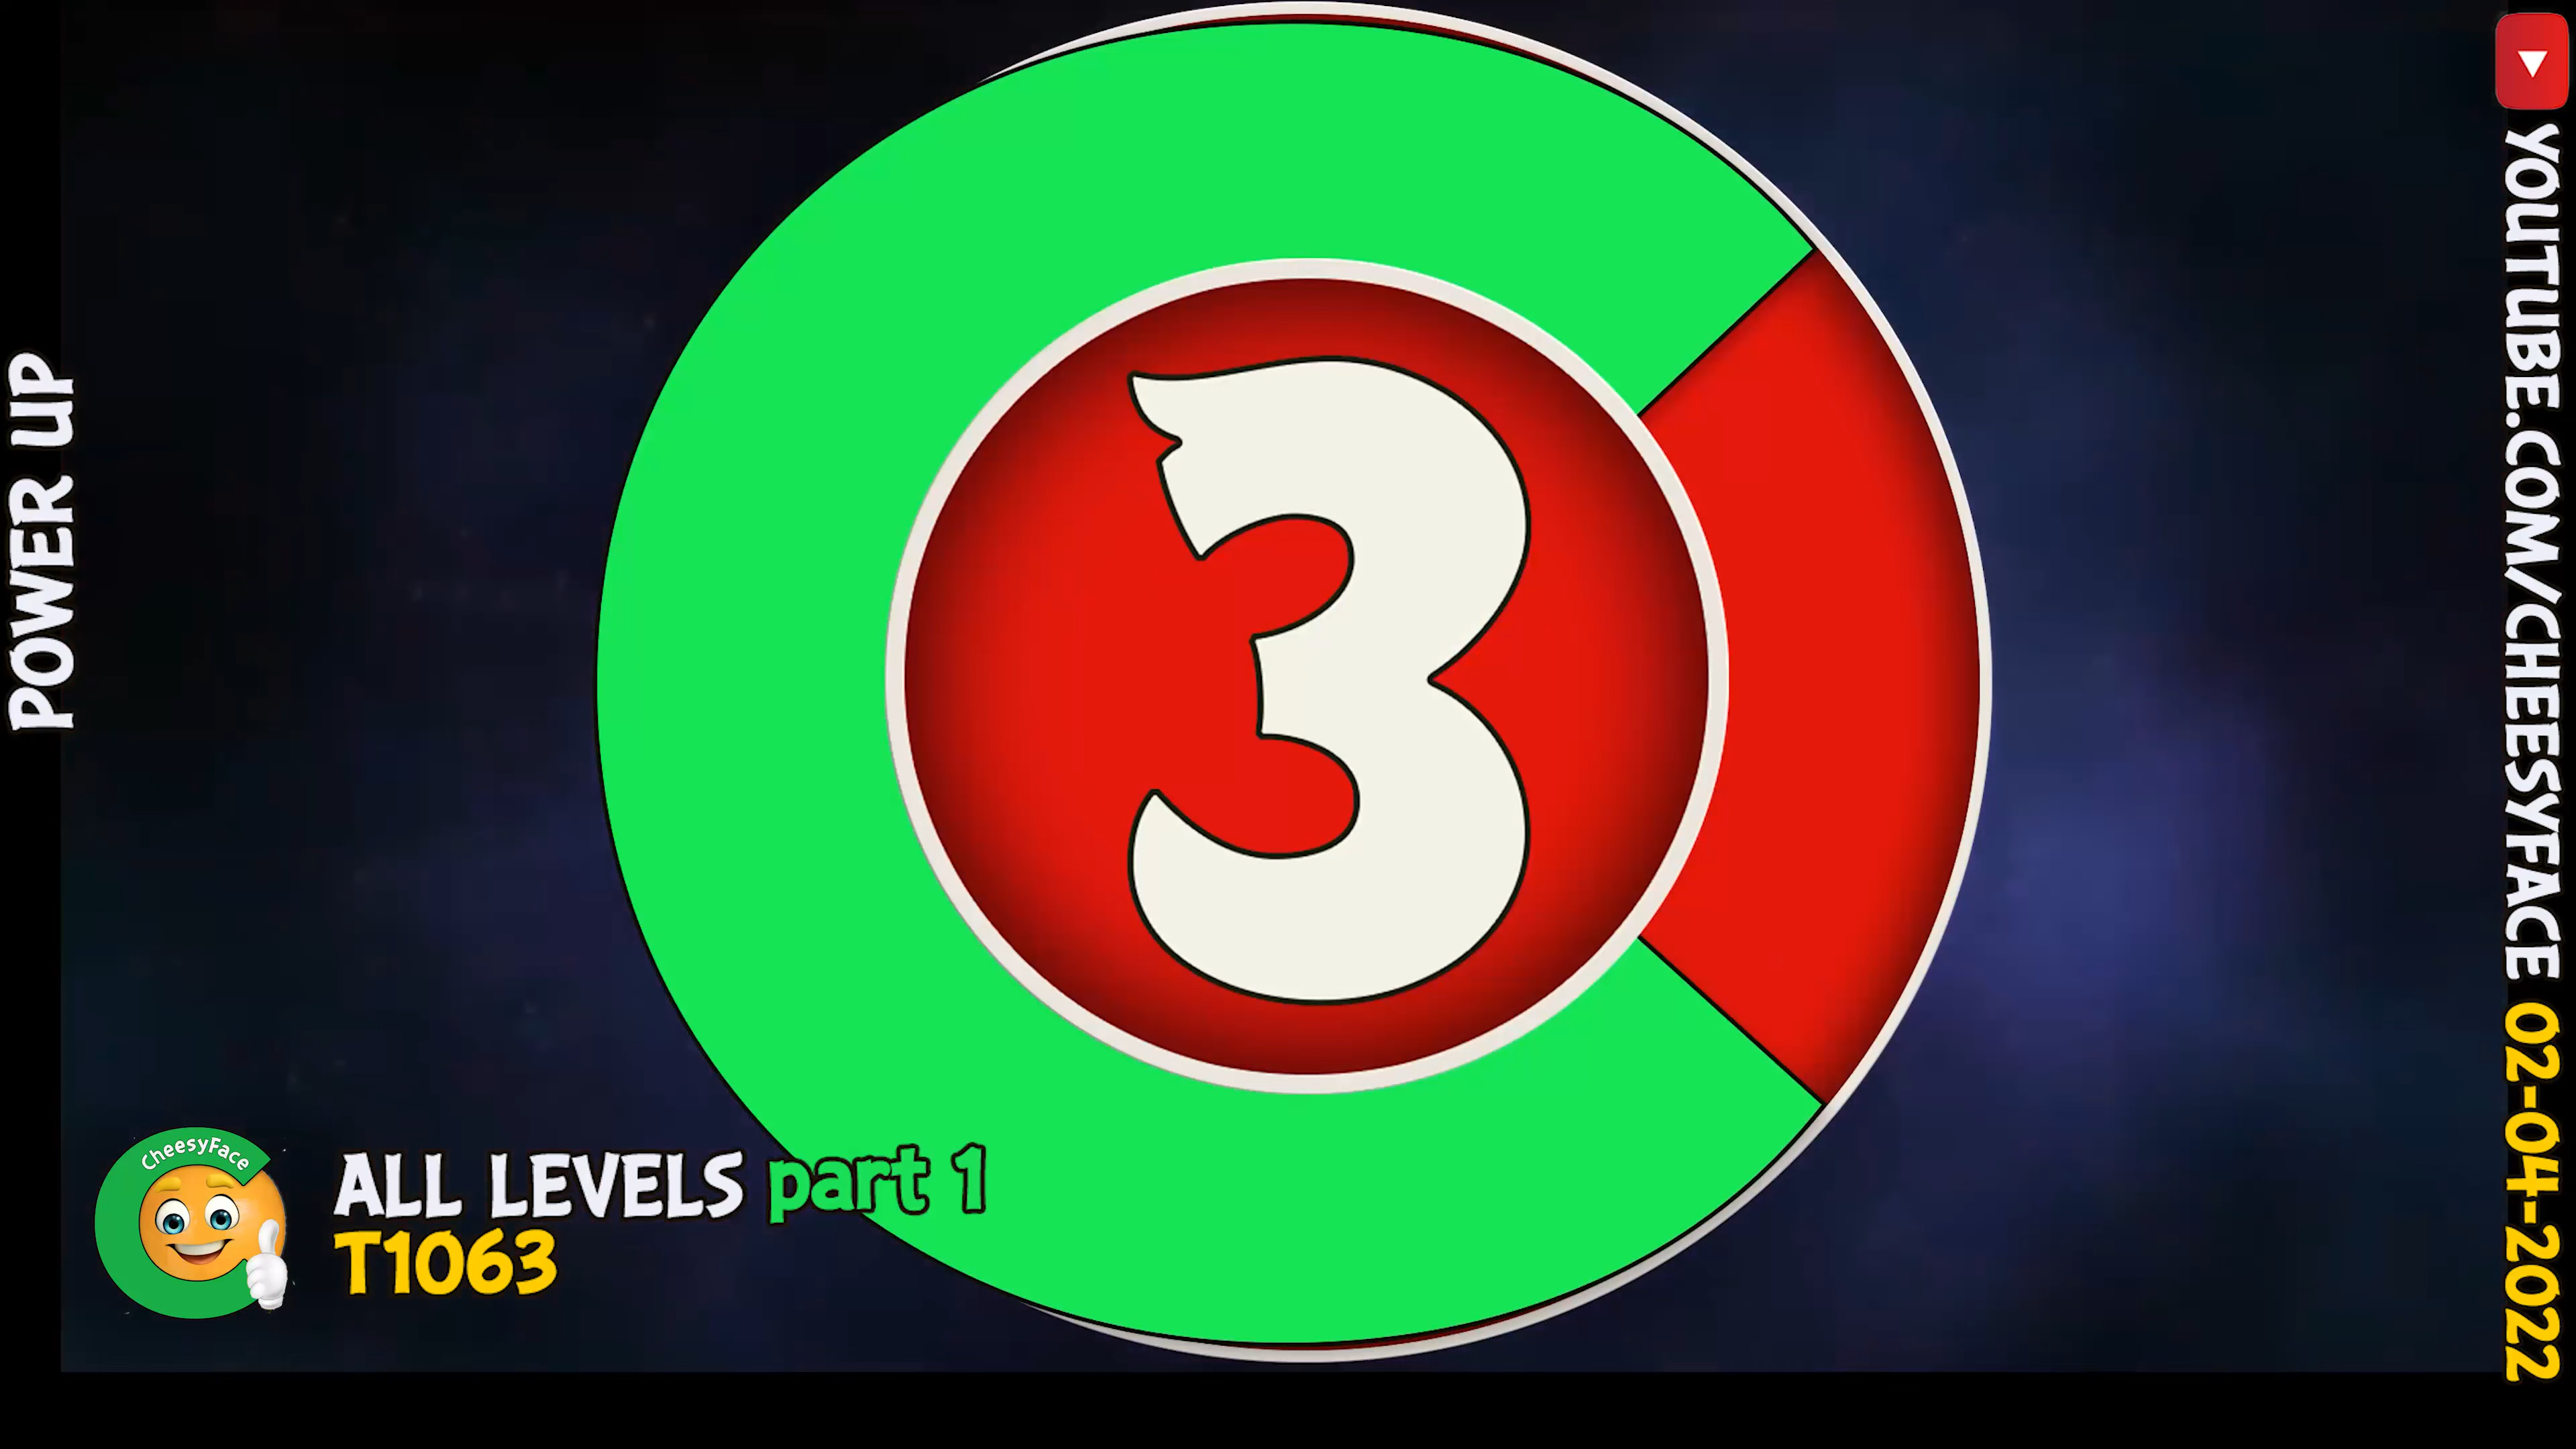 POWER UP
3
CheesyFace
ALL LEVELS part 1
T1063
YOUTUBE.COM/CHEESYFACE 02-04-2022